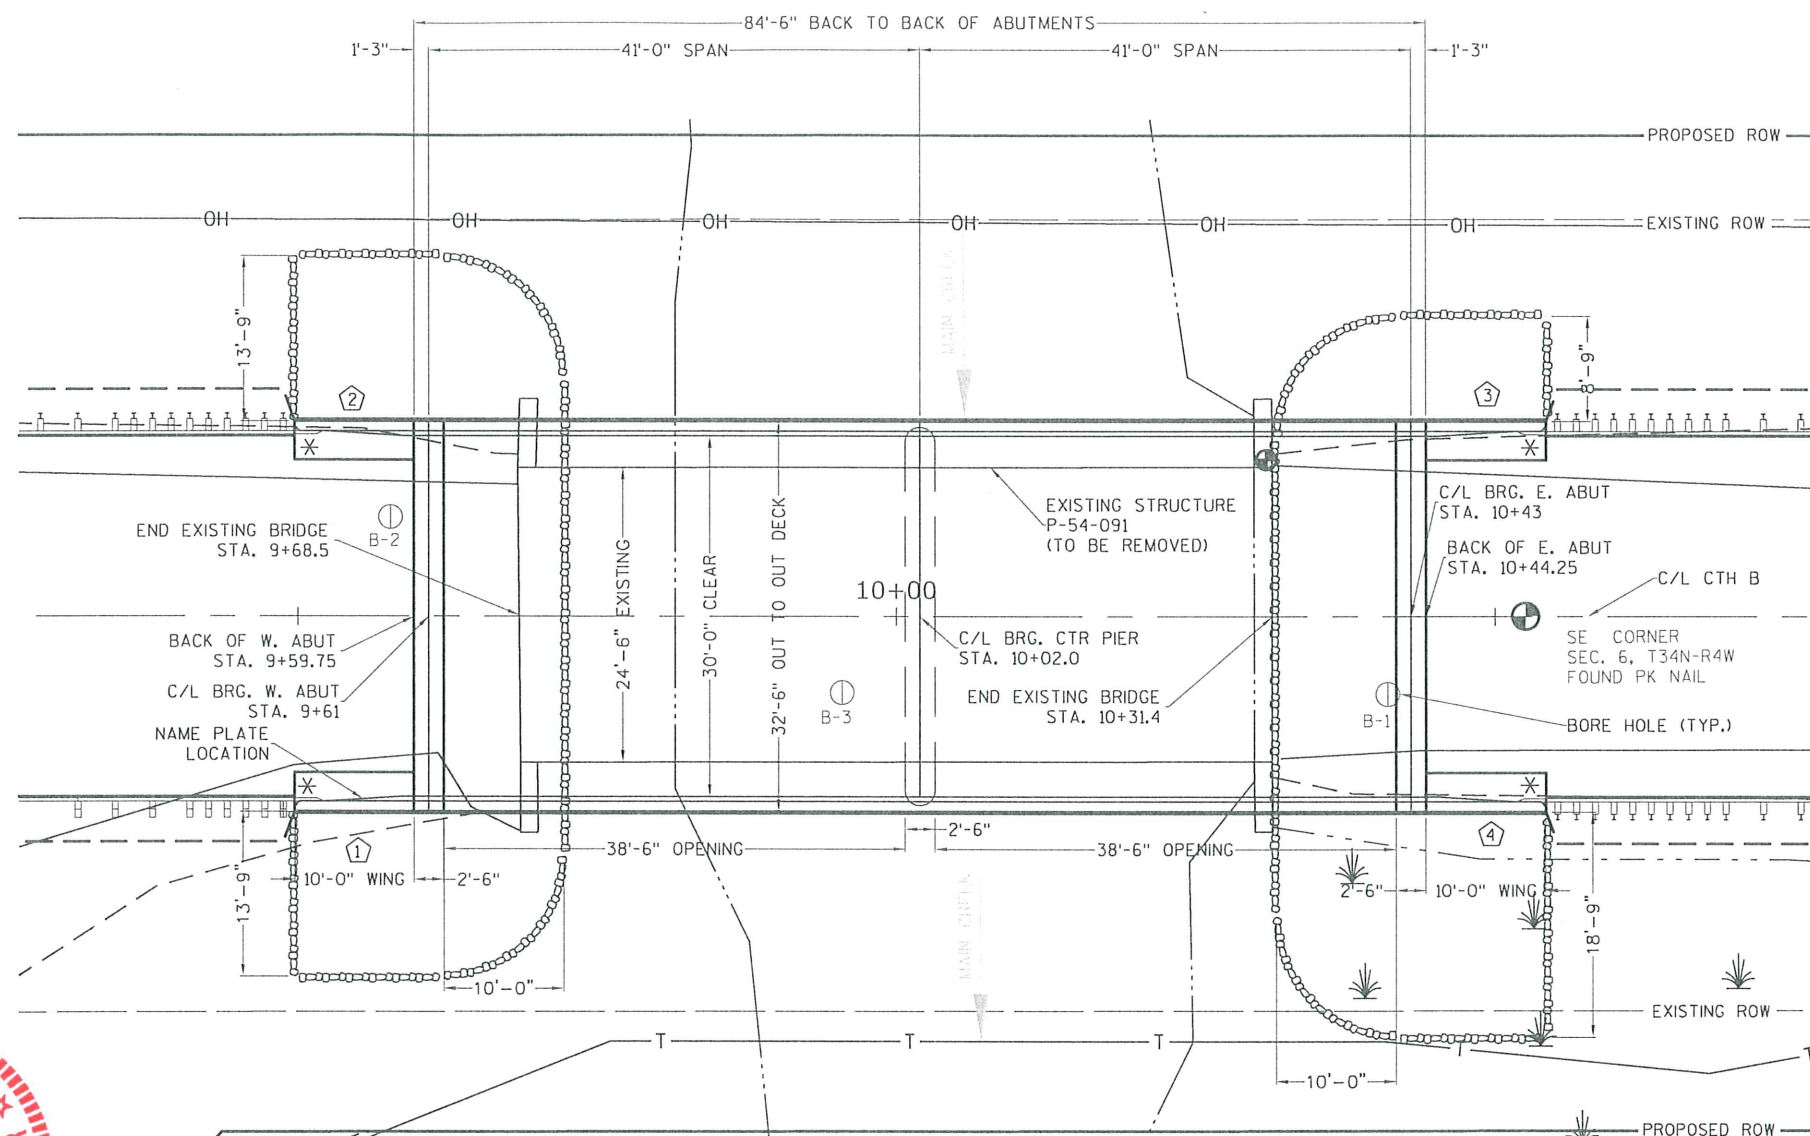 84'-6" BACK TO BACK OF ABUTMENTS
1'-3"
41'-0" SPAN
41'-0" SPAN
1'-3"
PROPOSED ROW
OH OH OH OH OH OH
EXISTING ROW
MAIN CREEK
13'-9"
8'-9"
2
3
*
*
END EXISTING BRIDGE
STA. 9+68.5
B-2
EXISTING STRUCTURE
P-54-091
(TO BE REMOVED)
C/L BRG. E. ABUT
STA. 10+43
BACK OF E. ABUT
STA. 10+44.25
C/L CTH B
24'-6" EXISTING
30'-0" CLEAR
32'-6" OUT TO OUT DECK
10+00
BACK OF W. ABUT
STA. 9+59.75
C/L BRG. W. ABUT
STA. 9+61
C/L BRG. CTR PIER
STA. 10+02.0
SE CORNER
SEC. 6, T34N-R4W
FOUND PK NAIL
END EXISTING BRIDGE
STA. 10+31.4
B-3
B-1
BORE HOLE (TYP.)
NAME PLATE
LOCATION
*
*
2'-6"
1
4
38'-6" OPENING
38'-6" OPENING
10'-0" WING
2'-6"
2'-6"
10'-0" WING
13'-9"
18'-9"
MAIN CREEK
10'-0"
EXISTING ROW
T T T T T
10'-0"
PROPOSED ROW